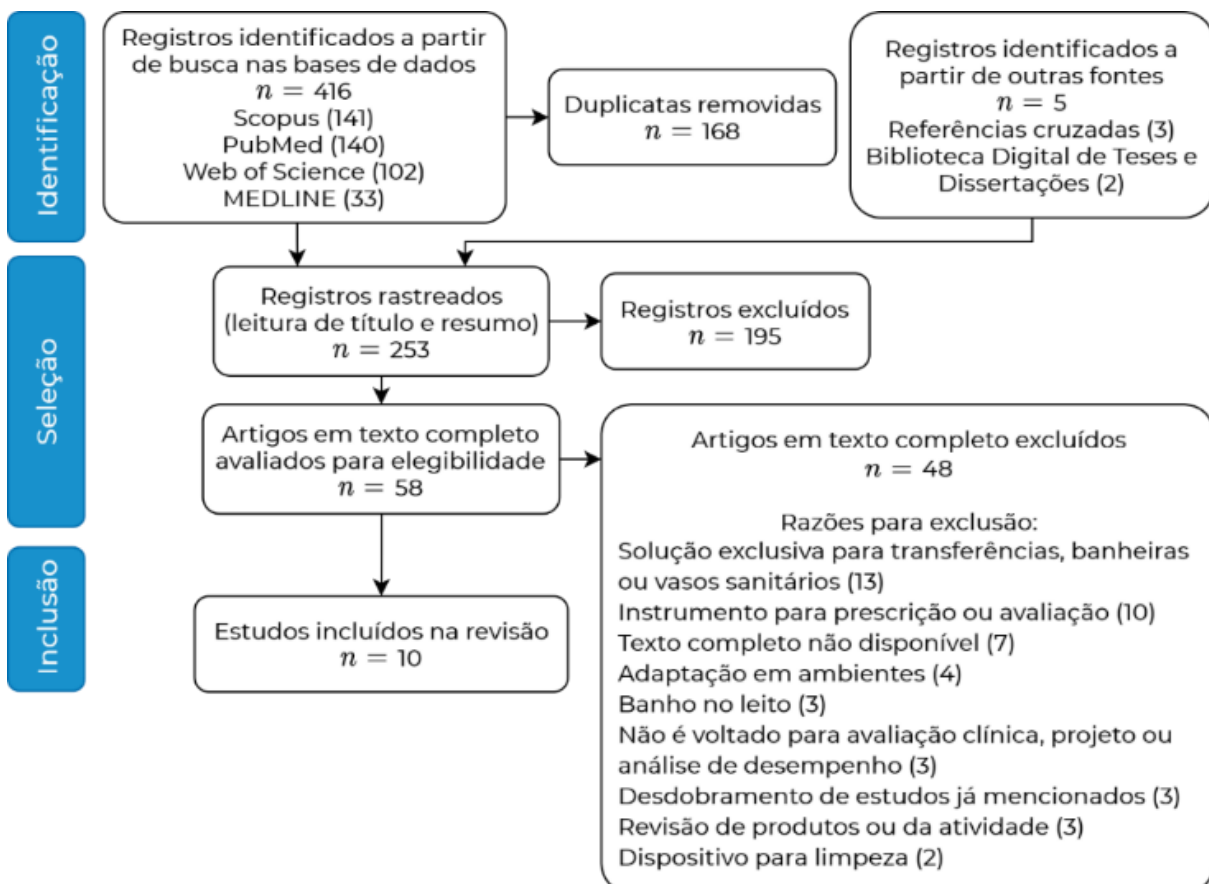 Identificação
Registros identificados a partir
de busca nas bases de dados
n = 416
Scopus (141)
PubMed (140)
Web of Science (102)
MEDLINE (33)
Duplicatas removidas
n = 168
Registros identificados a
partir de outras fontes
n = 5
Referências cruzadas (3)
Biblioteca Digital de Teses e
Dissertações (2)
Seleção
Registros rastreados
(leitura de título e resumo)
n = 253
Registros excluídos
n = 195
Artigos em texto completo
avaliados para elegibilidade
n = 58
Artigos em texto completo excluídos
n = 48
Razões para exclusão:
Solução exclusiva para transferências, banheiras
ou vasos sanitários (13)
Instrumento para prescrição ou avaliação (10)
Texto completo não disponível (7)
Adaptação em ambientes (4)
Banho no leito (3)
Não é voltado para avaliação clínica, projeto ou
análise de desempenho (3)
Desdobramento de estudos já mencionados (3)
Revisão de produtos ou da atividade (3)
Dispositivo para limpeza (2)
Inclusão
Estudos incluídos na revisão
n = 10